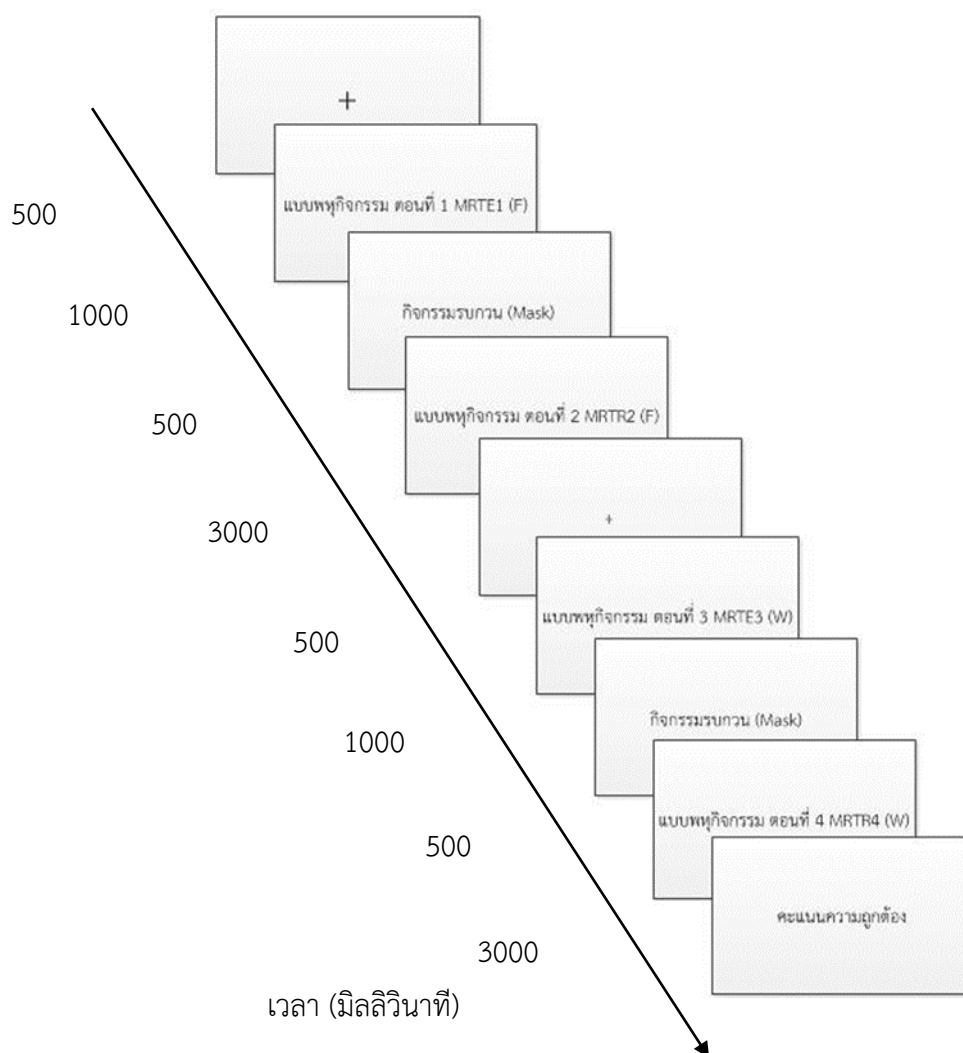 +
แบบพหุกิจกรรม ตอนที่ 1 MRTE1 (F)
500
1000
กิจกรรมรบกวน (Mask)
แบบพหุกิจกรรม ตอนที่ 2 MRTR2 (F)
500
+
3000
แบบพหุกิจกรรม ตอนที่ 3 MRTE3 (W)
500
กิจกรรมรบกวน (Mask)
1000
แบบพหุกิจกรรม ตอนที่ 4 MRTR4 (W)
500
คะแนนความถูกต้อง
3000
เวลา (มิลลิวินาที)